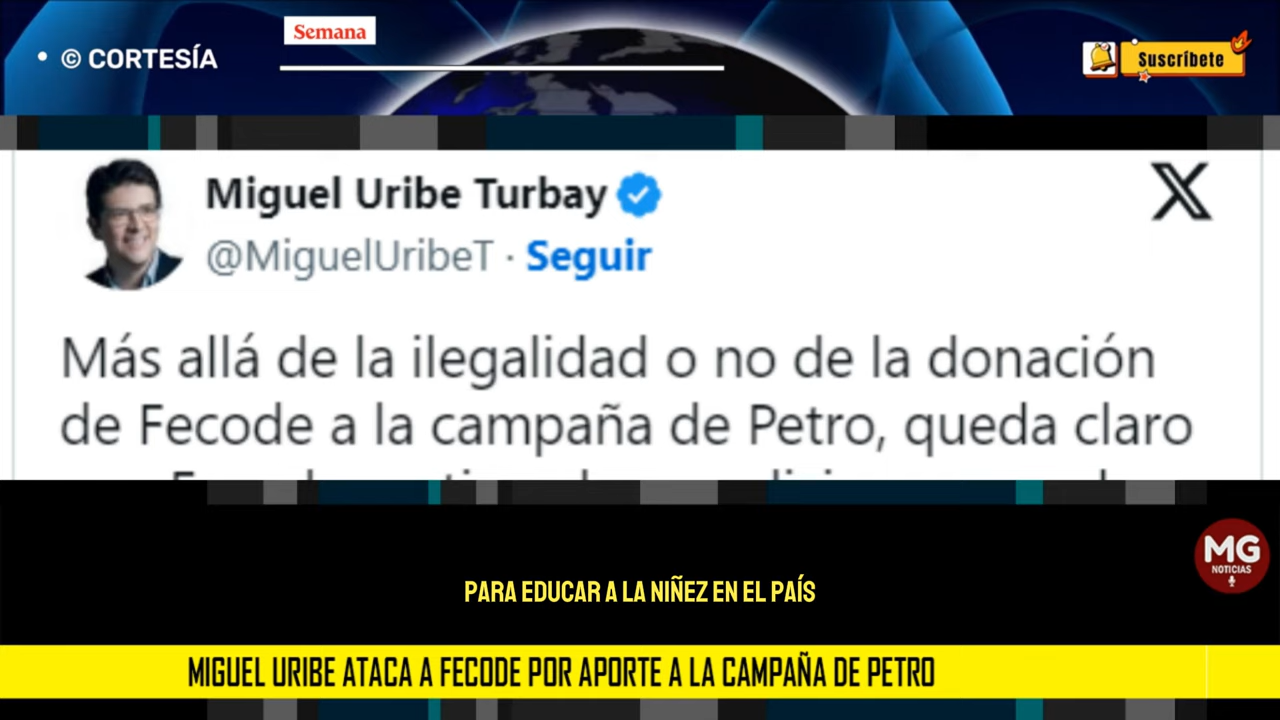 Semana
• © CORTESÍA
Suscríbete
Miguel Uribe Turbay
@MiguelUribeT · Seguir
Más allá de la ilegalidad o no de la donación
de Fecode a la campaña de Petro, queda claro
MG
NOTICIAS
PARA EDUCAR A LA NIÑEZ EN EL PAÍS
MIGUEL URIBE ATACA A FECODE POR APORTE A LA CAMPAÑA DE PETRO